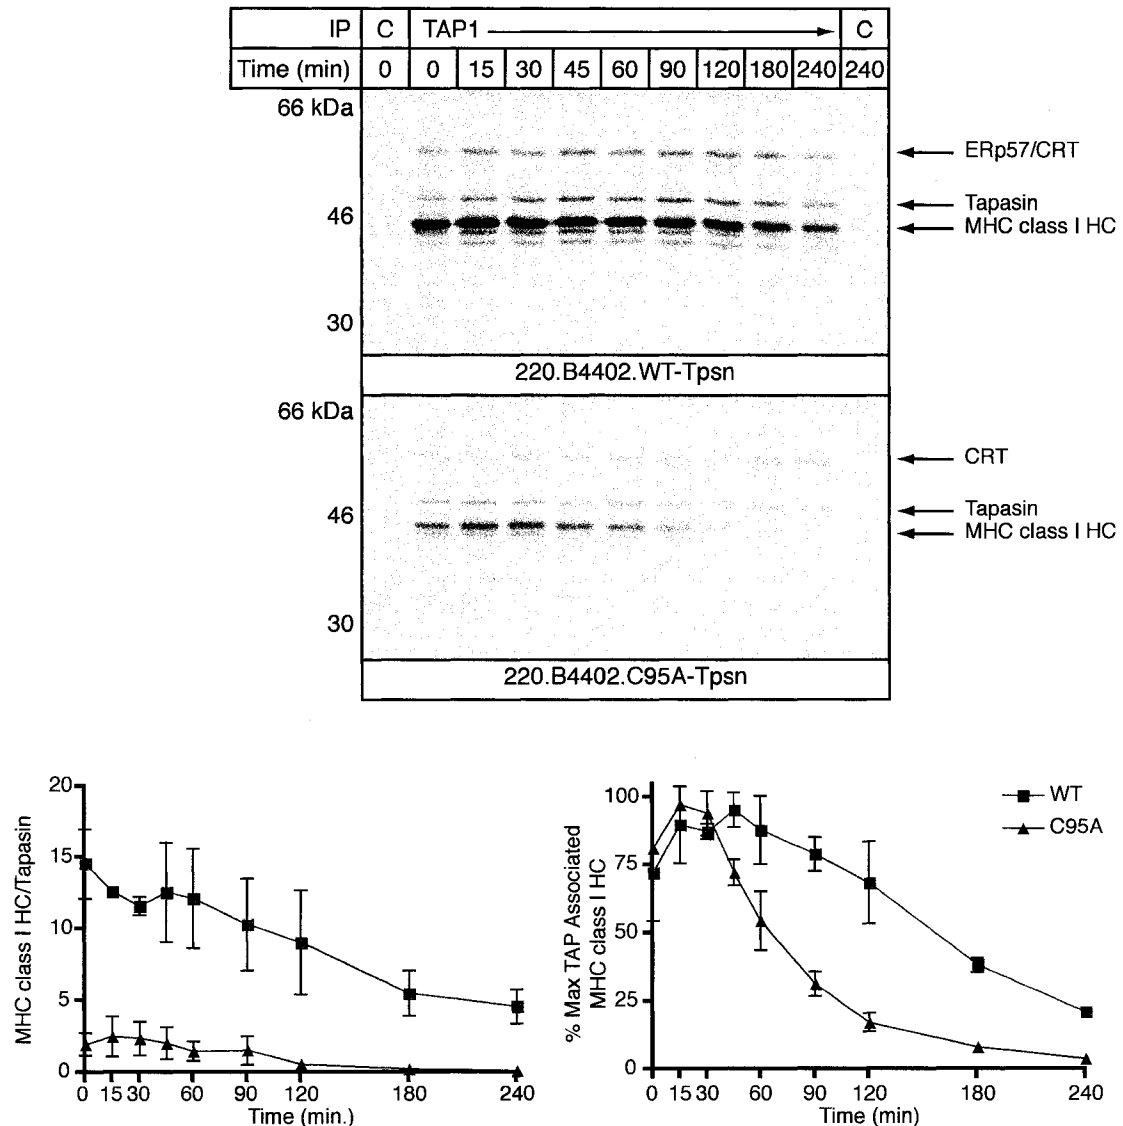 IP C TAP1 C
Time (min) 0 0 15 30 45 60 90 120 180 240 240
66 kDa
ERp57/CRT
Tapasin
46
MHC class I HC
30
220.B4402.WT-Tpsn
66 kDa
CRT
Tapasin
46
MHC class I HC
30
220.B4402.C95A-Tpsn
MHC class I HC/Tapasin
20
15
10
5
0
0 15 30 60 90 120 180 240
Time (min.)
% Max TAP Associated
MHC class I HC
100
75
50
25
0
0 15 30 60 90 120 180 240
Time (min)
WT
C95A